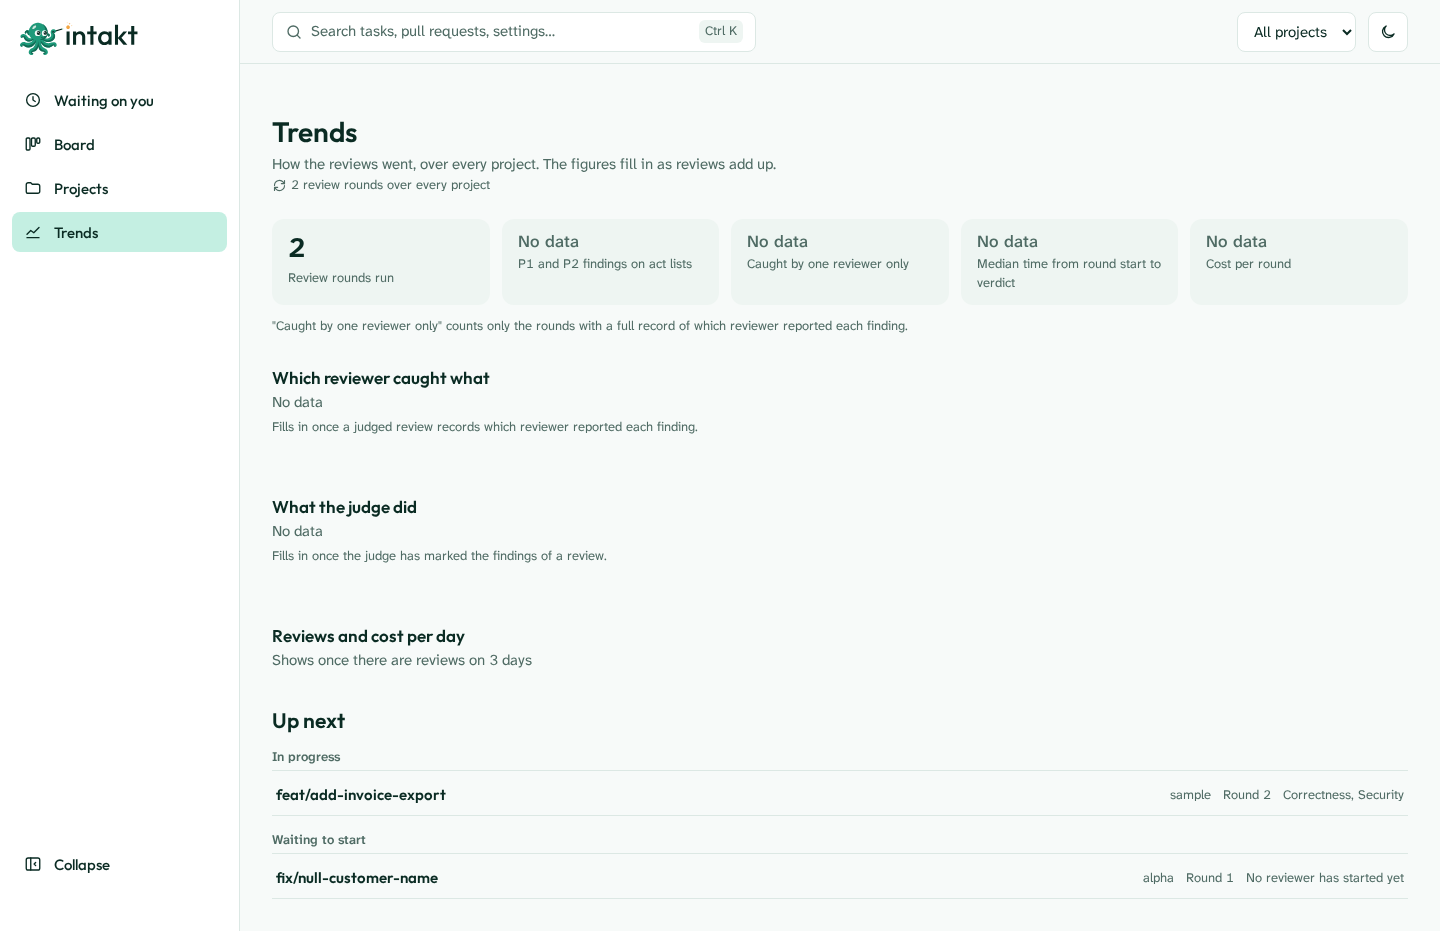 intakt
Search tasks, pull requests, settings...
Ctrl K
All projects
Waiting on you
Board
Projects
Trends
Collapse
Trends
How the reviews went, over every project. The figures fill in as reviews add up.
2 review rounds over every project
2
Review rounds run
No data
P1 and P2 findings on act lists
No data
Caught by one reviewer only
No data
Median time from round start to
verdict
No data
Cost per round
"Caught by one reviewer only" counts only the rounds with a full record of which reviewer reported each finding.
Which reviewer caught what
No data
Fills in once a judged review records which reviewer reported each finding.
What the judge did
No data
Fills in once the judge has marked the findings of a review.
Reviews and cost per day
Shows once there are reviews on 3 days
Up next
In progress
feat/add-invoice-export sample Round 2 Correctness, Security
Waiting to start
fix/null-customer-name alpha Round 1 No reviewer has started yet